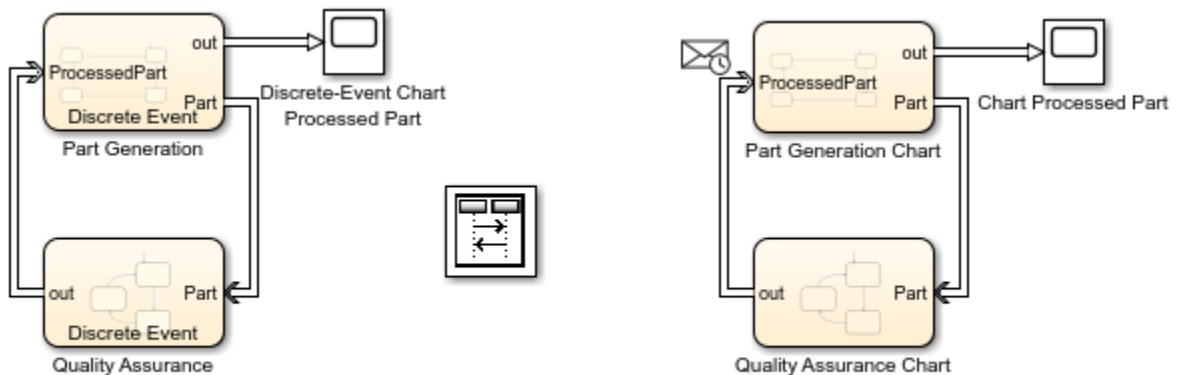 out
ProcessedPart
Part
Discrete Event
Part Generation
Discrete-Event Chart
Processed Part
out
Part
Discrete Event
Quality Assurance
out
ProcessedPart
Part
Part Generation Chart
Chart Processed Part
out
Part
Quality Assurance Chart